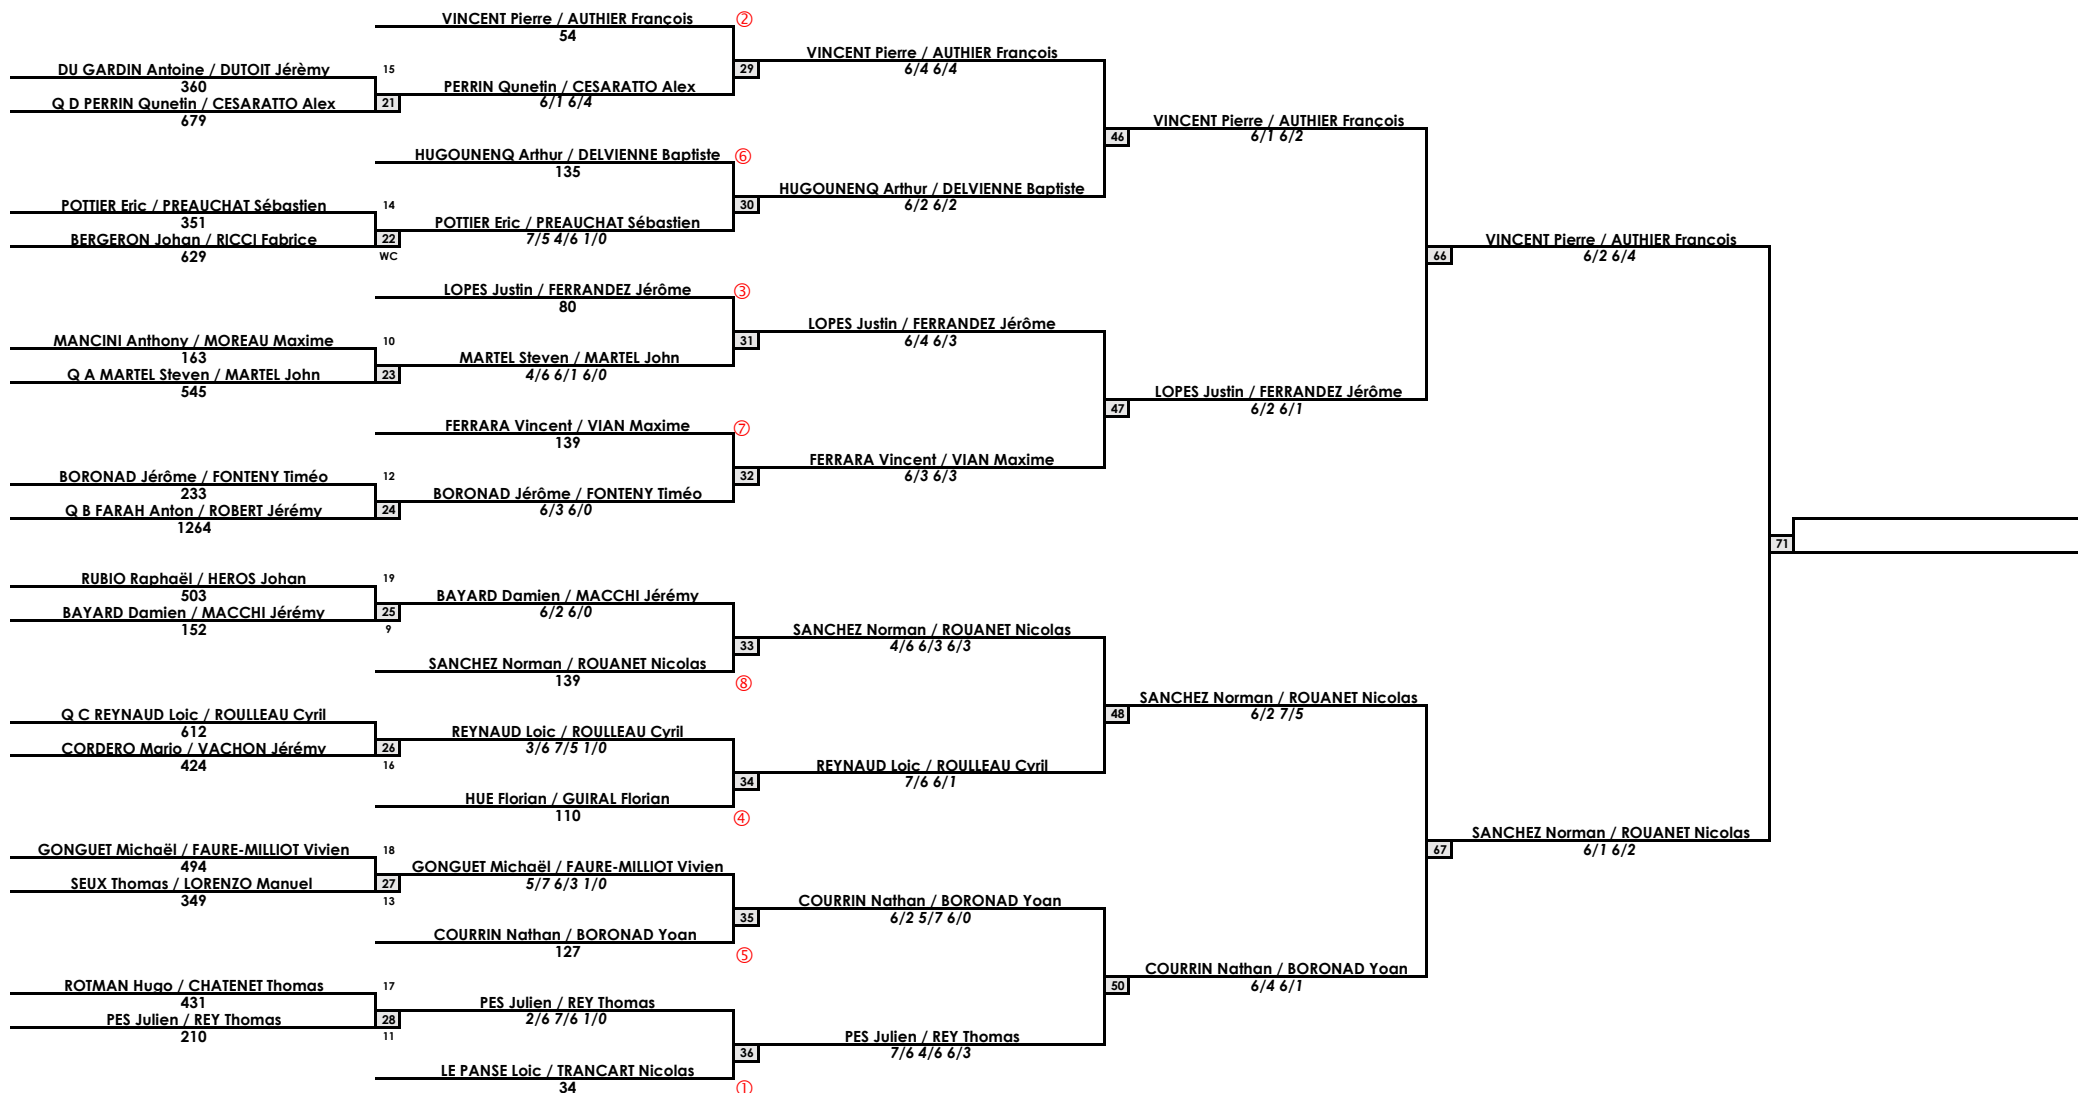 VINCENT Pierre / AUTHIER François
②
54
VINCENT Pierre / AUTHIER François
6/4 6/4
29
DU GARDIN Antoine / DUTOIT Jérèmy
15
360
Q D PERRIN Qunetin / CESARATTO Alex
21
679
PERRIN Qunetin / CESARATTO Alex
6/1 6/4
VINCENT Pierre / AUTHIER François
6/1 6/2
46
HUGOUNENQ Arthur / DELVIENNE Baptiste
⑥
135
HUGOUNENQ Arthur / DELVIENNE Baptiste
6/2 6/2
30
POTTIER Eric / PREAUCHAT Sébastien
14
351
BERGERON Johan / RICCI Fabrice
22
629
WC
POTTIER Eric / PREAUCHAT Sébastien
7/5 4/6 1/0
VINCENT Pierre / AUTHIER François
6/2 6/4
66
LOPES Justin / FERRANDEZ Jérôme
③
80
LOPES Justin / FERRANDEZ Jérôme
6/4 6/3
31
MANCINI Anthony / MOREAU Maxime
10
163
Q A MARTEL Steven / MARTEL John
23
545
MARTEL Steven / MARTEL John
4/6 6/1 6/0
LOPES Justin / FERRANDEZ Jérôme
6/2 6/1
47
FERRARA Vincent / VIAN Maxime
⑦
139
FERRARA Vincent / VIAN Maxime
6/3 6/3
32
BORONAD Jérôme / FONTENY Timéo
12
233
Q B FARAH Anton / ROBERT Jérémy
24
1264
BORONAD Jérôme / FONTENY Timéo
6/3 6/0
71
RUBIO Raphaël / HEROS Johan
19
503
BAYARD Damien / MACCHI Jérémy
25
152
9
BAYARD Damien / MACCHI Jérémy
6/2 6/0
SANCHEZ Norman / ROUANET Nicolas
4/6 6/3 6/3
33
SANCHEZ Norman / ROUANET Nicolas
139
⑧
SANCHEZ Norman / ROUANET Nicolas
6/2 7/5
48
Q C REYNAUD Loic / ROULLEAU Cyril
612
CORDERO Mario / VACHON Jérémy
26
424
16
REYNAUD Loic / ROULLEAU Cyril
3/6 7/5 1/0
REYNAUD Loic / ROULLEAU Cyril
7/6 6/1
34
HUE Florian / GUIRAL Florian
110
④
SANCHEZ Norman / ROUANET Nicolas
6/1 6/2
67
GONGUET Michaël / FAURE-MILLIOT Vivien
18
494
SEUX Thomas / LORENZO Manuel
27
349
13
GONGUET Michaël / FAURE-MILLIOT Vivien
5/7 6/3 1/0
COURRIN Nathan / BORONAD Yoan
6/2 5/7 6/0
35
COURRIN Nathan / BORONAD Yoan
127
⑤
COURRIN Nathan / BORONAD Yoan
6/4 6/1
50
ROTMAN Hugo / CHATENET Thomas
17
431
PES Julien / REY Thomas
28
210
11
PES Julien / REY Thomas
2/6 7/6 1/0
PES Julien / REY Thomas
7/6 4/6 6/3
36
LE PANSE Loic / TRANCART Nicolas
34
①